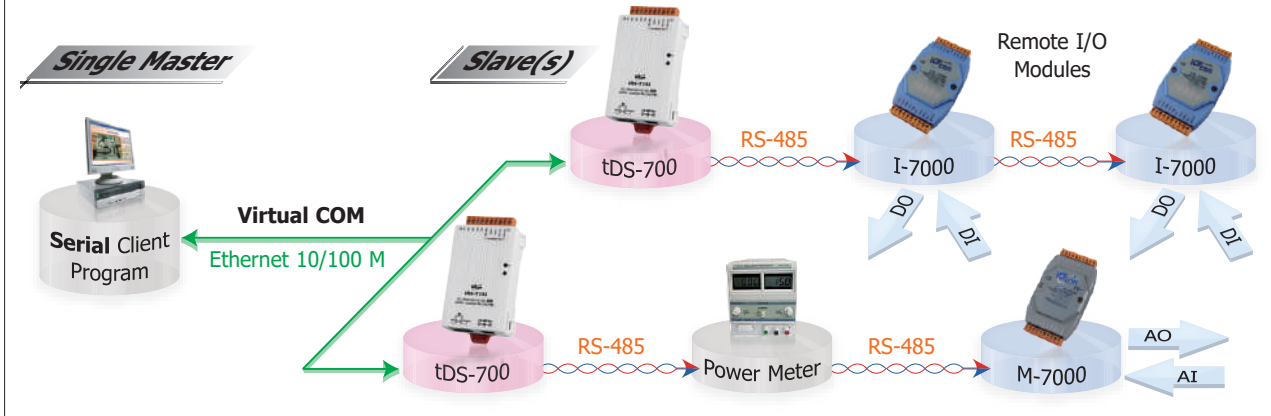 Single Master
Slave(s)
Remote I/O
Modules
tDS-700
RS-485
I-7000
RS-485
I-7000
DO
DI
DO
DI
Virtual COM
Ethernet 10/100 M
Serial Client
Program
tDS-700
RS-485
Power Meter
RS-485
M-7000
AO
AI